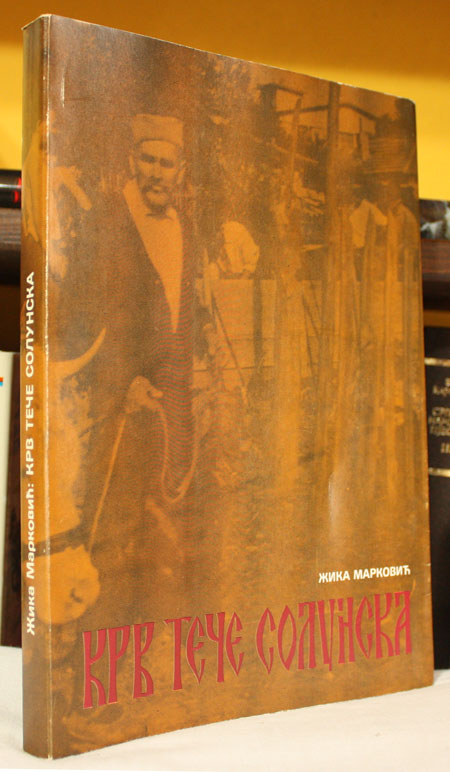 Жика Марковић: КРВ ТЕЧЕ СОЛУНСКА
ЖИКА МАРКОВИЋ
КРВ ТЕЧЕ СОЛУНСКА